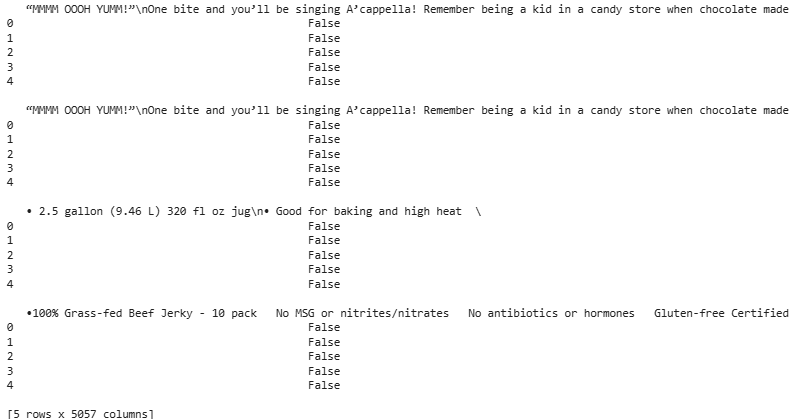 “MMMM OOOH YUMM!”\nOne bite and you’ll be singing A’cappella! Remember being a kid in a candy store when chocolate made
0 False
1 False
2 False
3 False
4 False
“MMMM OOOH YUMM!”\nOne bite and you’ll be singing A’cappella! Remember being a kid in a candy store when chocolate made
0 False
1 False
2 False
3 False
4 False
• 2.5 gallon (9.46 L) 320 fl oz jug\n• Good for baking and high heat \
0 False
1 False
2 False
3 False
4 False
•100% Grass-fed Beef Jerky - 10 pack No MSG or nitrites/nitrates No antibiotics or hormones Gluten-free Certified
0 False
1 False
2 False
3 False
4 False
[5 rows x 5057 columns]